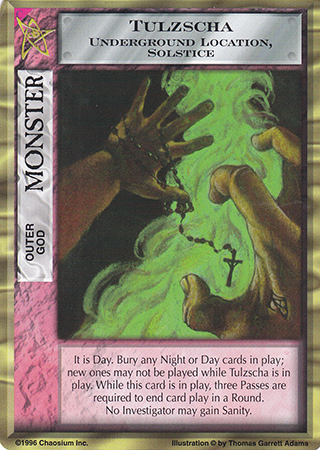 TULZSCHA
UNDERGROUND LOCATION,
SOLSTICE
MONSTER
OUTER
GOD
It is Day. Bury any Night or Day cards in play;
new ones may not be played while Tulzscha is in
play. While this card is in play, three Passes are
required to end card play in a Round.
No Investigator may gain Sanity.
©1996 Chaosium Inc.
Illustration © by Thomas Garrett Adams